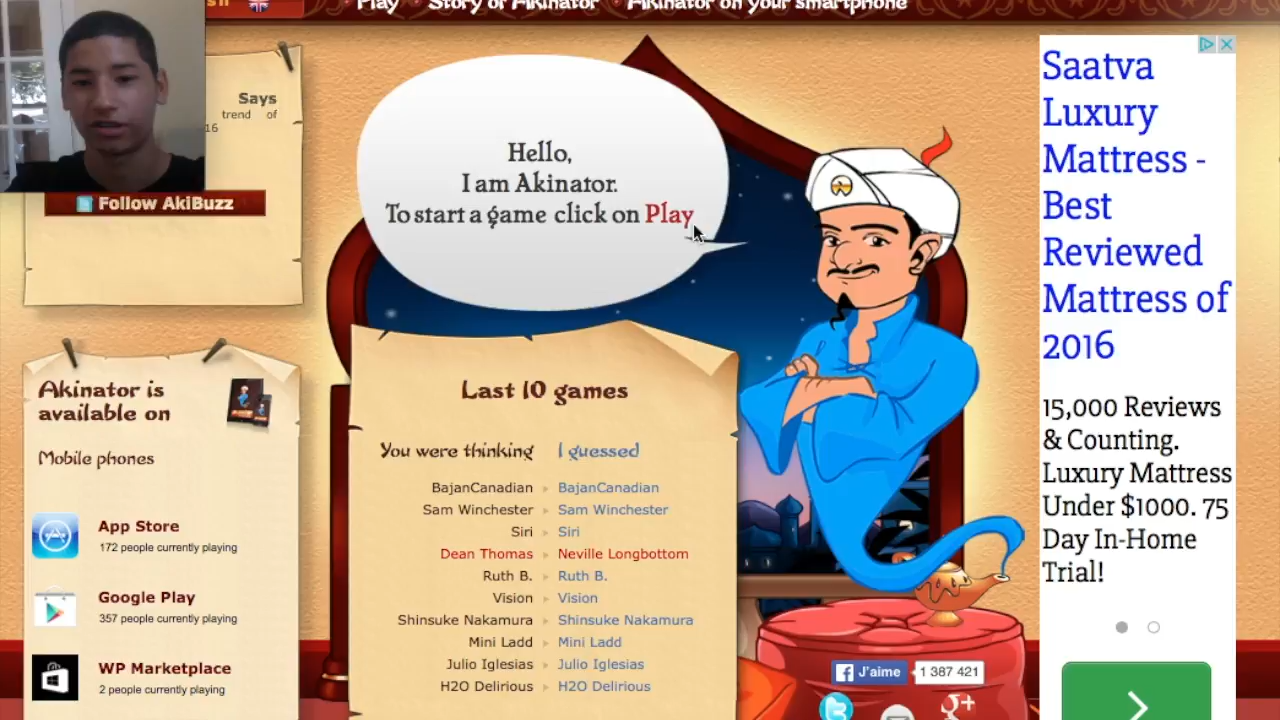 sh
Play
Story of Akinator
Akinator on your smartphone
Says
trend of
16
Follow AkiBuzz
Hello,
I am Akinator.
To start a game click on Play
Akinator is
available on
Mobile phones
App Store
172 people currently playing
Google Play
357 people currently playing
WP Marketplace
2 people currently playing
Last 10 games
You were thinking I guessed
BajanCanadian BajanCanadian
Sam Winchester Sam Winchester
Siri Siri
Dean Thomas Neville Longbottom
Ruth B. Ruth B.
Vision Vision
Shinsuke Nakamura Shinsuke Nakamura
Mini Ladd Mini Ladd
Julio Iglesias Julio Iglesias
H2O Delirious H2O Delirious
J'aime 1 387 421
g+
Saatva
Luxury
Mattress -
Best
Reviewed
Mattress of
2016
15,000 Reviews
& Counting.
Luxury Mattress
Under $1000. 75
Day In-Home
Trial!